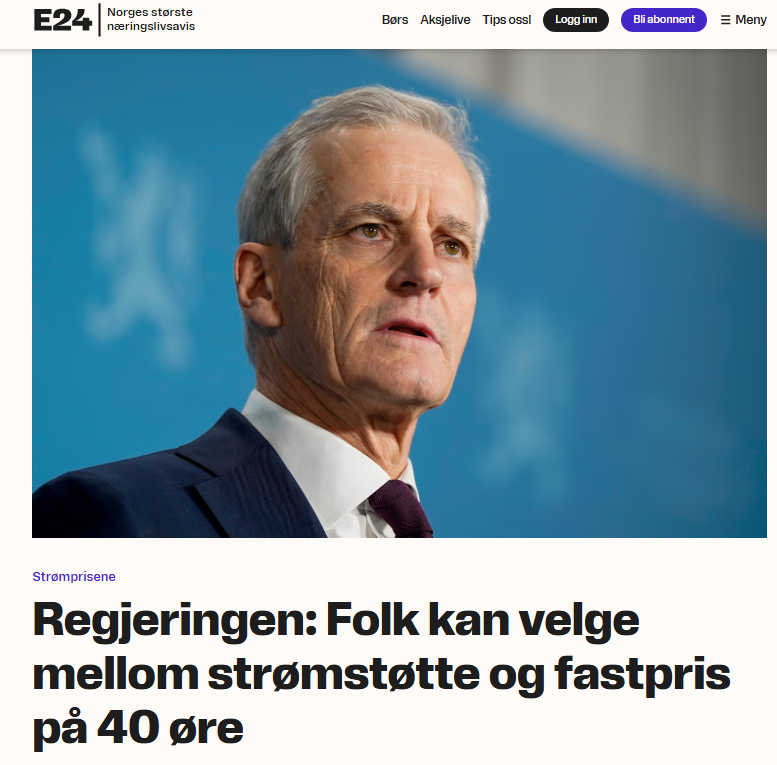 E24
Norges største
næringslivsavis
Børs Aksjelive Tips oss! Logg inn Bli abonnent Meny
Strømprisene
Regjeringen: Folk kan velge
mellom strømstøtte og fastpris
på 40 øre